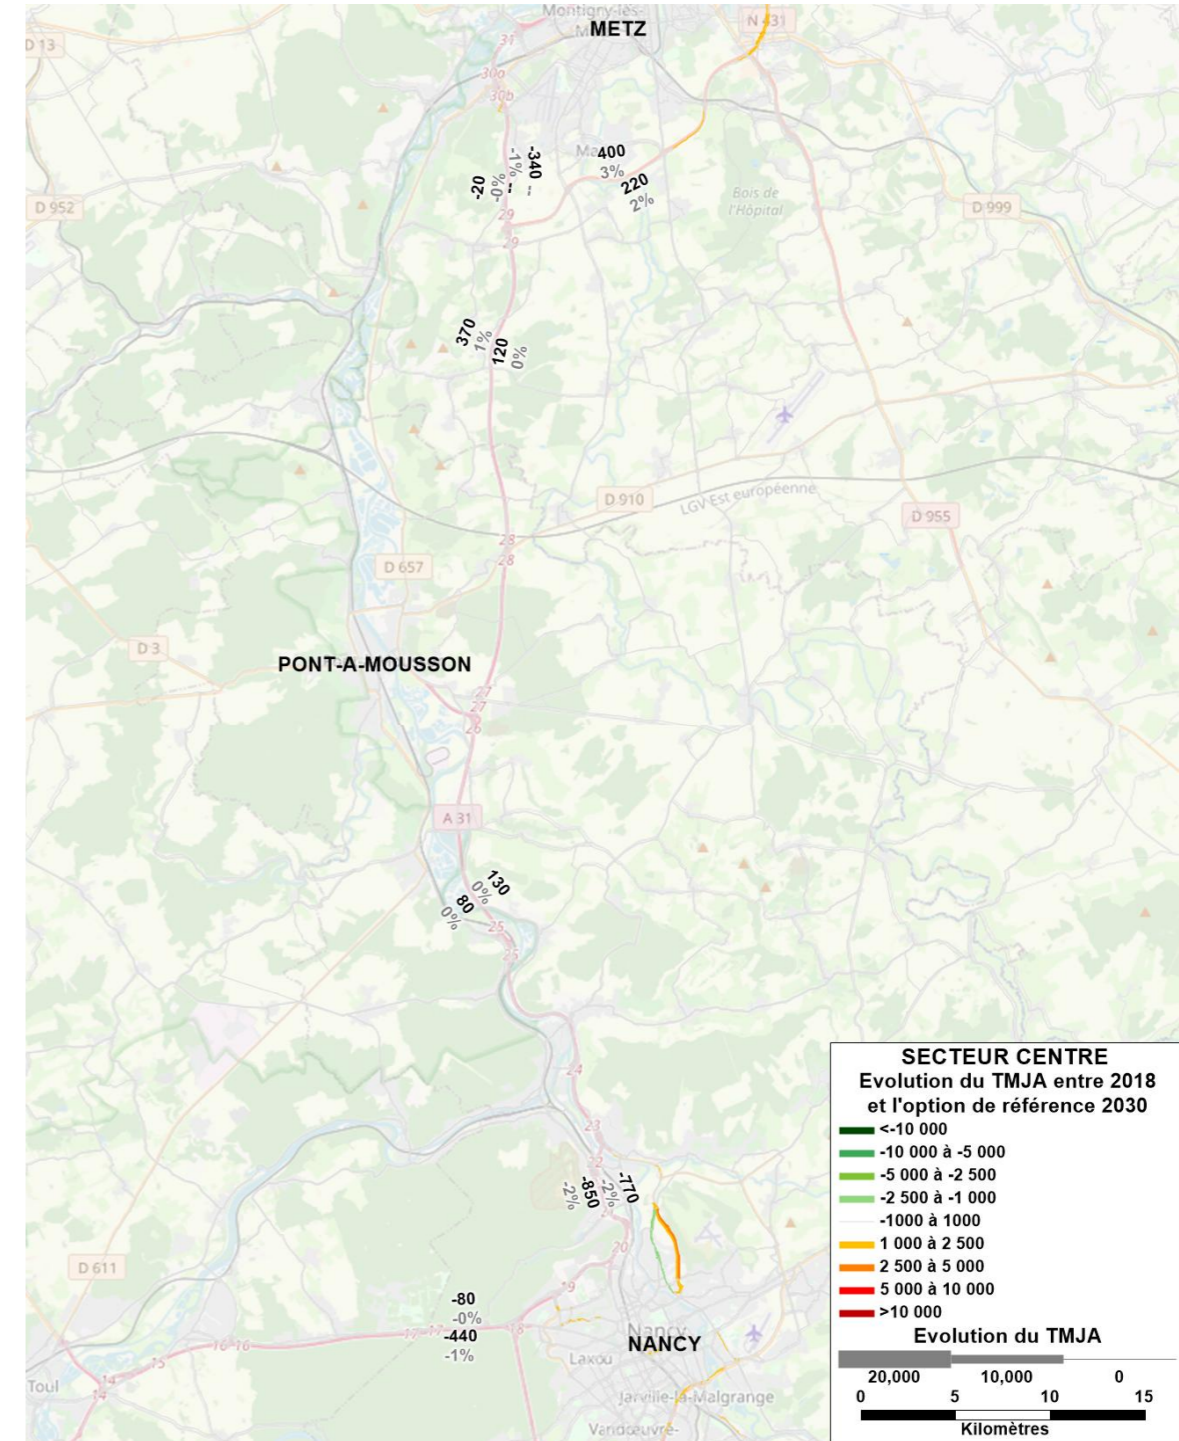 Montigny-lès-
METZ
N 431
D 13
31
30a
30b
-340
-1%
--
--
-20
-0%
400
3%
220
2%
Bois de
l'Hôpital
D 952
D 999
29
29
370
1%
120
0%
D 910
LGV Est européenne
D 955
28
28
D 657
D 3
PONT-A-MOUSSON
27
27
26
A 31
130
0%
80
0%
25
25
24
23
22
-770
-2%
-850
-2%
20
19
D 611
-80
-0%
17 17
18
-440
-1%
16 16
15
14
14
Toul
Nancy
NANCY
Laxou
Jarville-la-Malgrange
Vandœuvre-
SECTEUR CENTRE
Evolution du TMJA entre 2018
et l'option de référence 2030
<-10 000
-10 000 à -5 000
-5 000 à -2 500
-2 500 à -1 000
-1000 à 1000
1 000 à 2 500
2 500 à 5 000
5 000 à 10 000
>10 000
Evolution du TMJA
20,000 10,000 0
0 5 10 15
Kilomètres